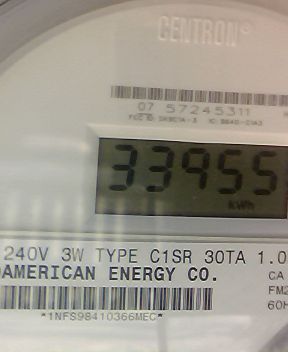 CENTRON®
07 57245311
33955
kWh
240V 3W TYPE C1SR 30TA 1.0
AMERICAN ENERGY CO.
CA
FM2
60H
*1NFS98410366MEC*